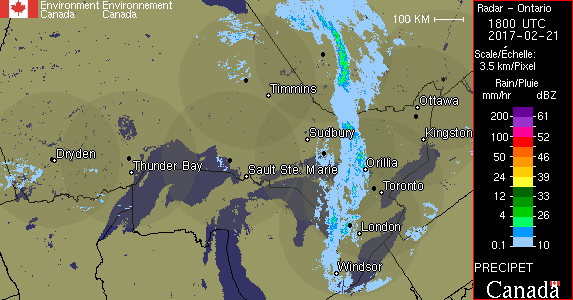 Environment Environnement
Canada Canada
100 KM
Timmins
Ottawa
Sudbury
Kingston
Dryden
Thunder Bay
Sault Ste. Marie
Orillia
Toronto
London
Windsor
Radar - Ontario
1800 UTC
2017-02-21
Scale/Échelle:
3.5 km/Pixel
Rain/Pluie
mm/hr dBZ
200 61
100 52
50 46
24 39
12 33
4 26
0.1 10
PRECIPET
Canada